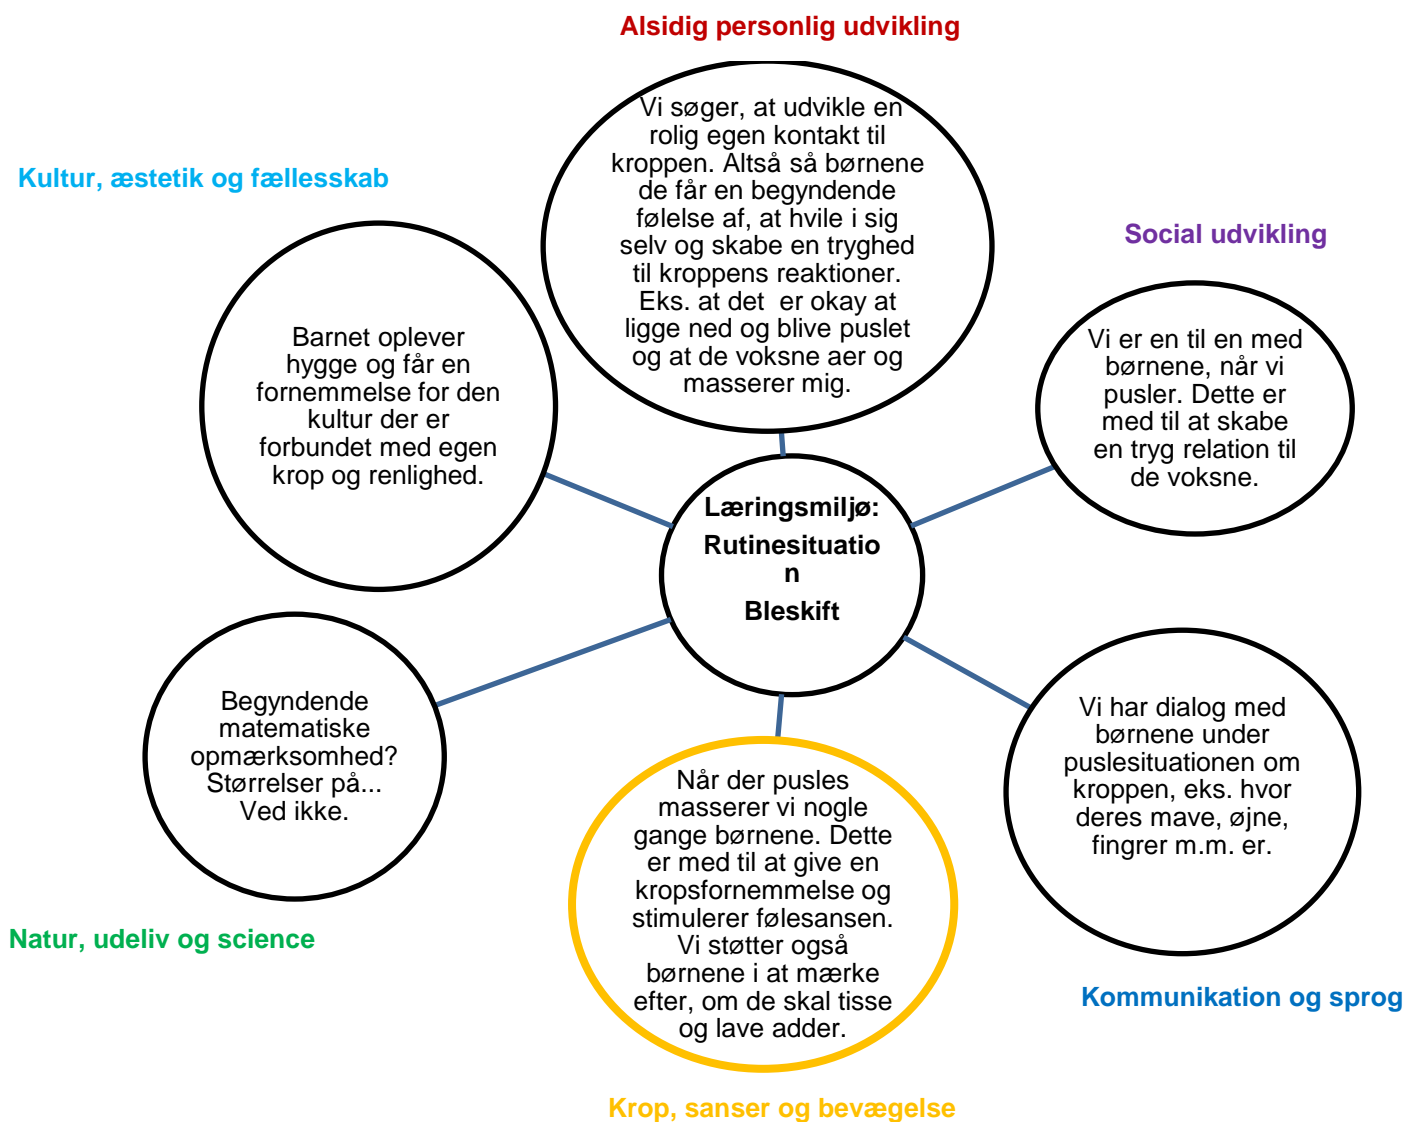 Alsidig personlig udvikling
Vi søger, at udvikle en
rolig egen kontakt til
kroppen. Altså så børnene
de får en begyndende
følelse af, at hvile i sig
selv og skabe en tryghed
til kroppens reaktioner.
Eks. at det  er okay at
ligge ned og blive puslet
og at de voksne aer og
masserer mig.
Kultur, æstetik og fællesskab
Barnet oplever
hygge og får en
fornemmelse for den
kultur der er
forbundet med egen
krop og renlighed.
Social udvikling
Vi er en til en med
børnene, når vi
pusler. Dette er
med til at skabe
en tryg relation til
de voksne.
Læringsmiljø:
Rutinesituatio
n
Bleskift
Begyndende
matematiske
opmærksomhed?
Størrelser på...
Ved ikke.
Natur, udeliv og science
Når der pusles
masserer vi nogle
gange børnene. Dette
er med til at give en
kropsfornemmelse og
stimulerer følesansen.
Vi støtter også
børnene i at mærke
efter, om de skal tisse
og lave adder.
Krop, sanser og bevægelse
Vi har dialog med
børnene under
puslesituationen om
kroppen, eks. hvor
deres mave, øjne,
fingrer m.m. er.
Kommunikation og sprog